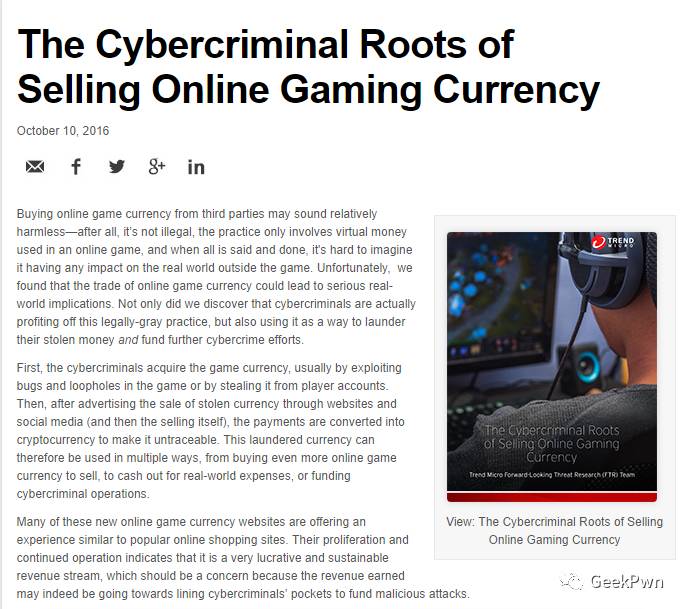 The Cybercriminal Roots of
Selling Online Gaming Currency
October 10, 2016
Buying online game currency from third parties may sound relatively
harmless—after all, it's not illegal, the practice only involves virtual money
used in an online game, and when all is said and done, it's hard to imagine
it having any impact on the real world outside the game. Unfortunately, we
found that the trade of online game currency could lead to serious real-
world implications. Not only did we discover that cybercriminals are actually
profiting off this legally-gray practice, but also using it as a way to launder
their stolen money and fund further cybercrime efforts.
First, the cybercriminals acquire the game currency, usually by exploiting
bugs and loopholes in the game or by stealing it from player accounts.
Then, after advertising the sale of stolen currency through websites and
social media (and then the selling itself), the payments are converted into
cryptocurrency to make it untraceable. This laundered currency can
therefore be used in multiple ways, from buying even more online game
currency to sell, to cash out for real-world expenses, or funding
cybercriminal operations.
Many of these new online game currency websites are offering an
experience similar to popular online shopping sites. Their proliferation and
continued operation indicates that it is a very lucrative and sustainable
revenue stream, which should be a concern because the revenue earned
may indeed be going towards lining cybercriminals' pockets to fund malicious attacks.
TREND
MICRO
The Cybercriminal Roots
of Selling Online Gaming
Currency
Trend Micro Forward-Looking Threat Research (FTR) Team
View: The Cybercriminal Roots of Selling
Online Gaming Currency
GeekPwn